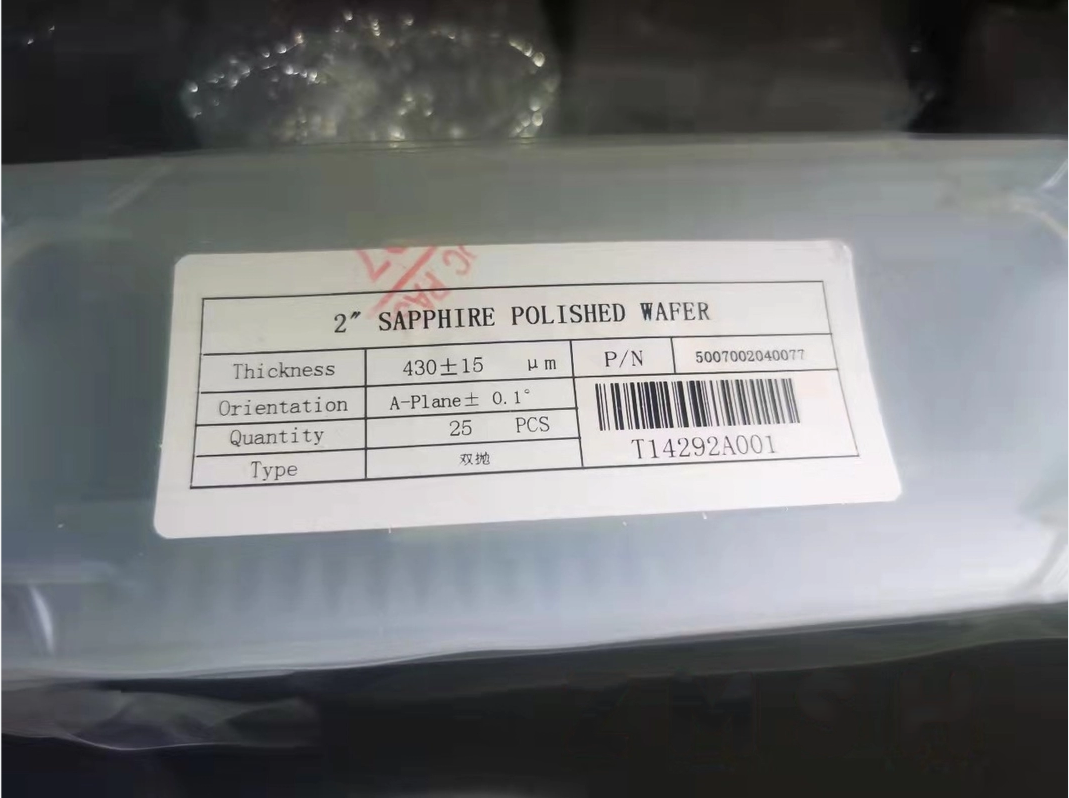 2″ SAPPHIRE POLISHED WAFER
Thickness 430±15 μm P/N 5007002040077
Orientation A-Plane± 0.1°
Quantity 25 PCS
T14292A001
Type 双抛